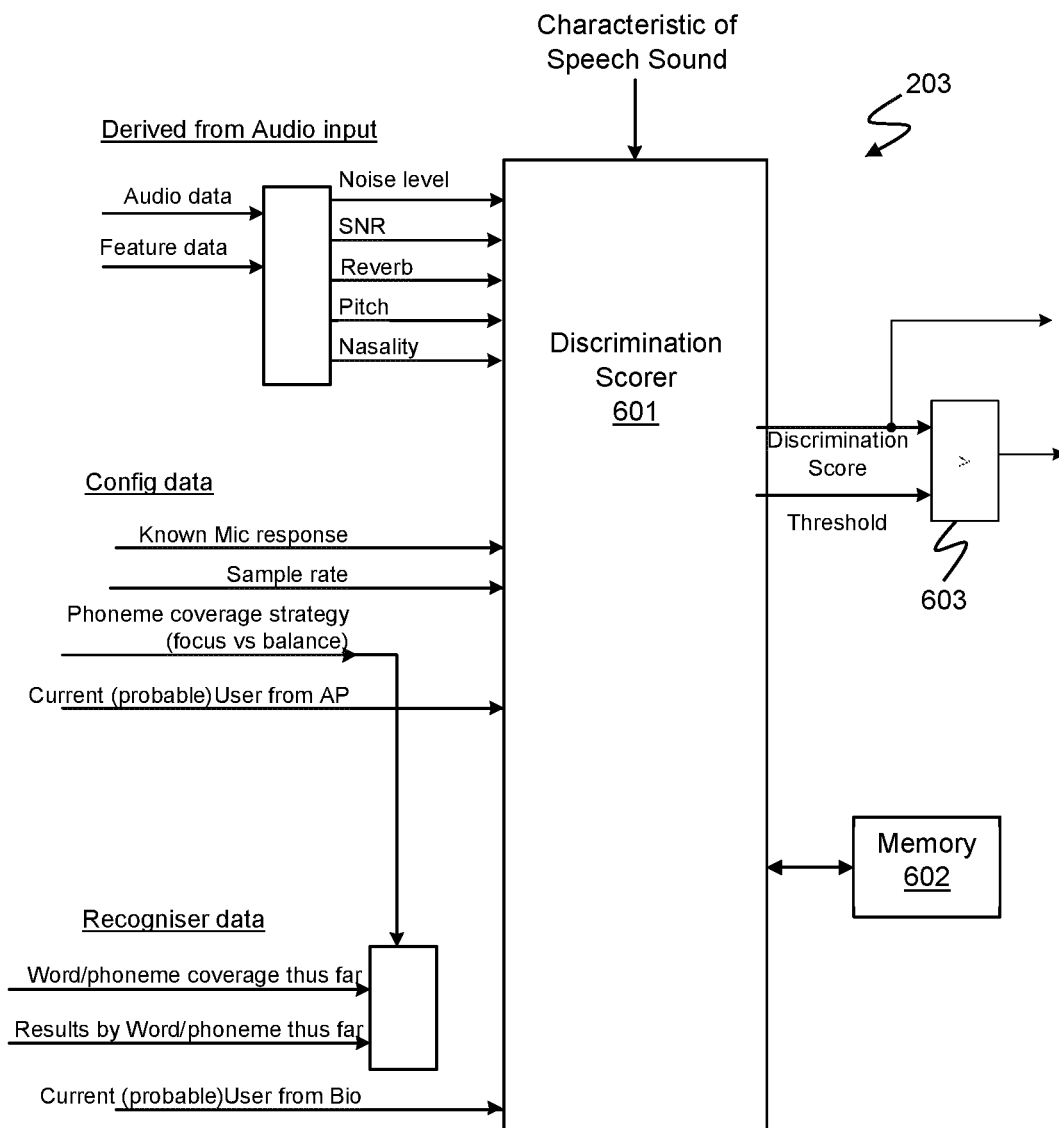 Characteristic of
Speech Sound
203
Derived from Audio input
Audio data
Feature data
Noise level
SNR
Reverb
Pitch
Nasality
Discrimination
Scorer
601
Discrimination
Score
Threshold
>
603
Config data
Known Mic response
Sample rate
Phoneme coverage strategy
(focus vs balance)
Current (probable)User from AP
Memory
602
Recogniser data
Word/phoneme coverage thus far
Results by Word/phoneme thus far
Current (probable)User from Bio